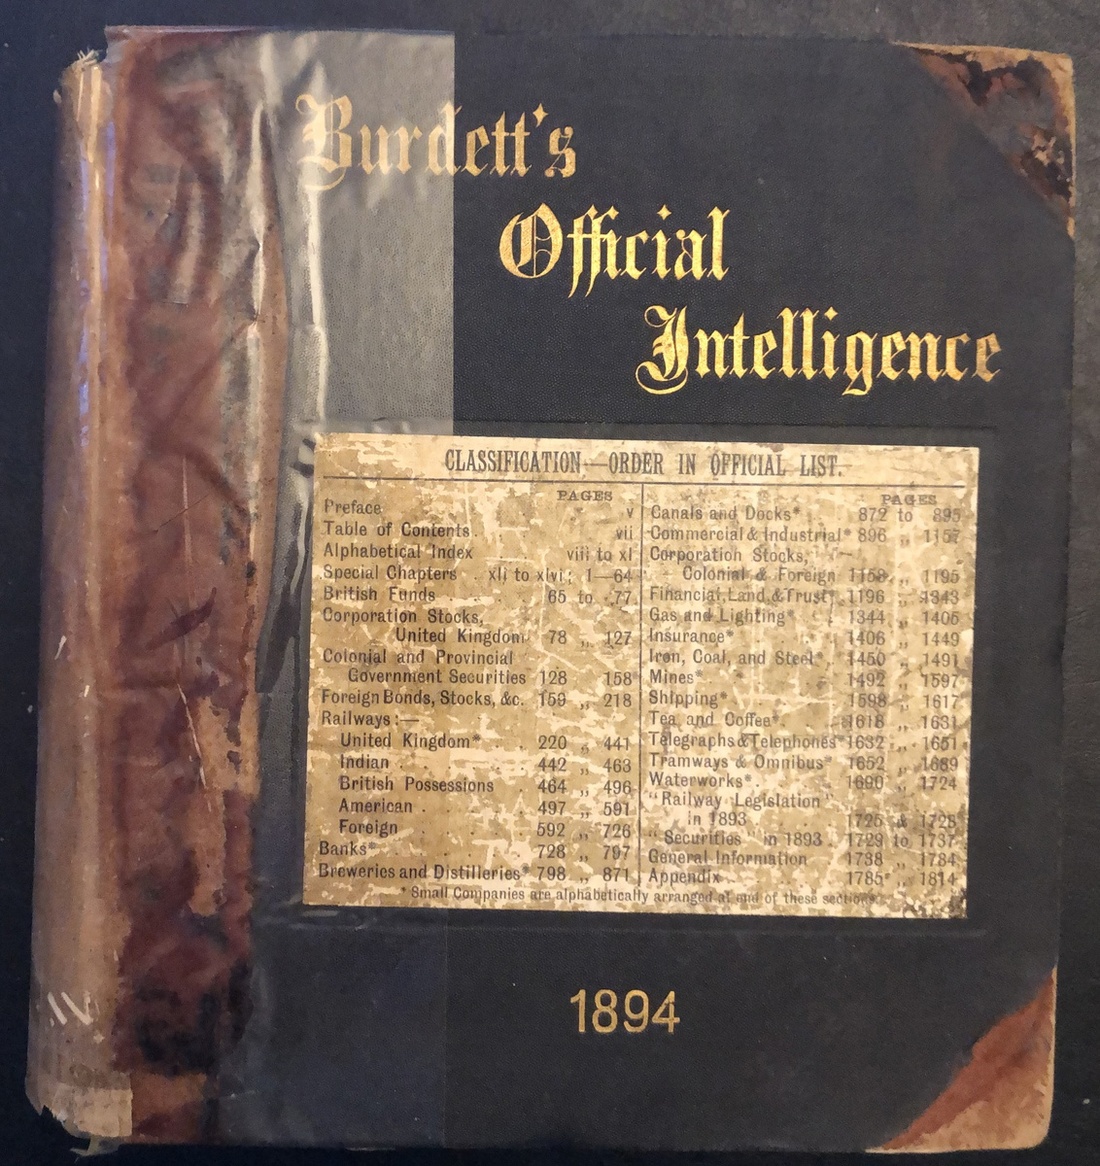 Burdett's
Official
Intelligence
CLASSIFICATION—ORDER IN OFFICIAL LIST.
PAGES
Preface v
Table of Contents vii
Alphabetical Index viii to xl
Special Chapters . xli to xlvi; 1—64
British Funds 65 to 77
Corporation Stocks,
United Kingdom 78 „ 127
Colonial and Provincial
Government Securities 128 158
Foreign Bonds, Stocks, &c. 159 „ 218
Railways:—
United Kingdom* . 220 „ 441
Indian . . 442 „ 463
British Possessions . 464 „ 496
American . . . 497 „ 591
Foreign . . 592 „ 726
Banks* . . . 728 „ 797
Breweries and Distilleries* 798 „ 871
PAGES
Canals and Docks* 872 to 895
Commercial & Industrial* 896 „ 1157
Corporation Stocks,
Colonial & Foreign 1158 „ 1195
Financial, Land, & Trust* 1196 „ 1343
Gas and Lighting* 1344 „ 1405
Insurance* 1406 „ 1449
Iron, Coal, and Steel* 1450 „ 1491
Mines* 1492 „ 1597
Shipping* 1598 „ 1617
Tea and Coffee* 1618 „ 1631
Telegraphs & Telephones* 1632 „ 1651
Tramways & Omnibus* 1652 „ 1689
Waterworks* 1690 „ 1724
"Railway Legislation"
in 1893 1725 & 1728
"Securities" in 1893 . 1729 to 1737
General Information 1738 „ 1784
Appendix 1785 „ 1814
* Small Companies are alphabetically arranged at end of these sections.
1894